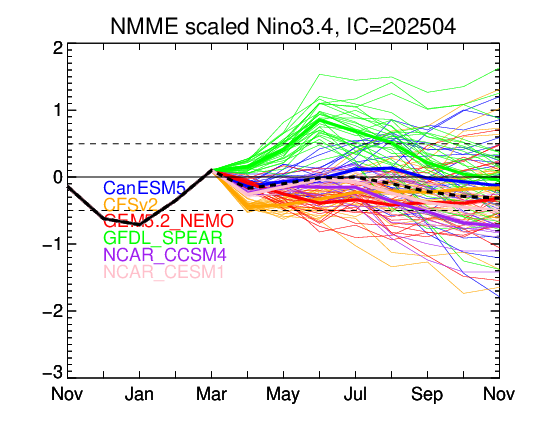 NMME scaled Nino3.4, IC=202504
2
1
0
−1
−2
−3
CanESM5
CFSv2
GEM5.2_NEMO
GFDL_SPEAR
NCAR_CCSM4
NCAR_CESM1
Nov Jan Mar May Jul Sep Nov